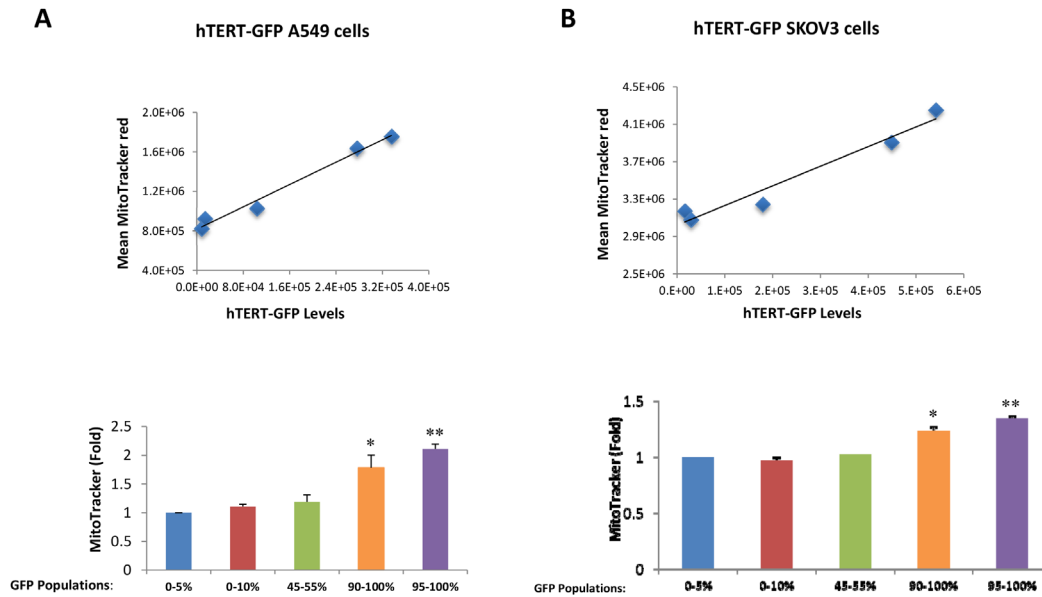 A
hTERT-GFP A549 cells
Mean MitoTracker red
2.0E+06
1.6E+06
1.2E+06
8.0E+05
4.0E+05
0.0E+00 8.0E+04 1.6E+05 2.4E+05 3.2E+05 4.0E+05
hTERT-GFP Levels
B
hTERT-GFP SKOV3 cells
Mean MitoTracker red
4.5E+06
4.1E+06
3.7E+06
3.3E+06
2.9E+06
2.5E+06
0.E+00 1.E+05 2.E+05 3.E+05 4.E+05 5.E+05 6.E+05
hTERT-GFP Levels
MitoTracker (Fold)
2.5
2
1.5
1
0.5
0
*
**
GFP Populations: 0-5% 0-10% 45-55% 90-100% 95-100%
MitoTracker (Fold)
1.5
1
0.5
0
*
**
GFP Populations: 0-5% 0-10% 45-55% 90-100% 95-100%